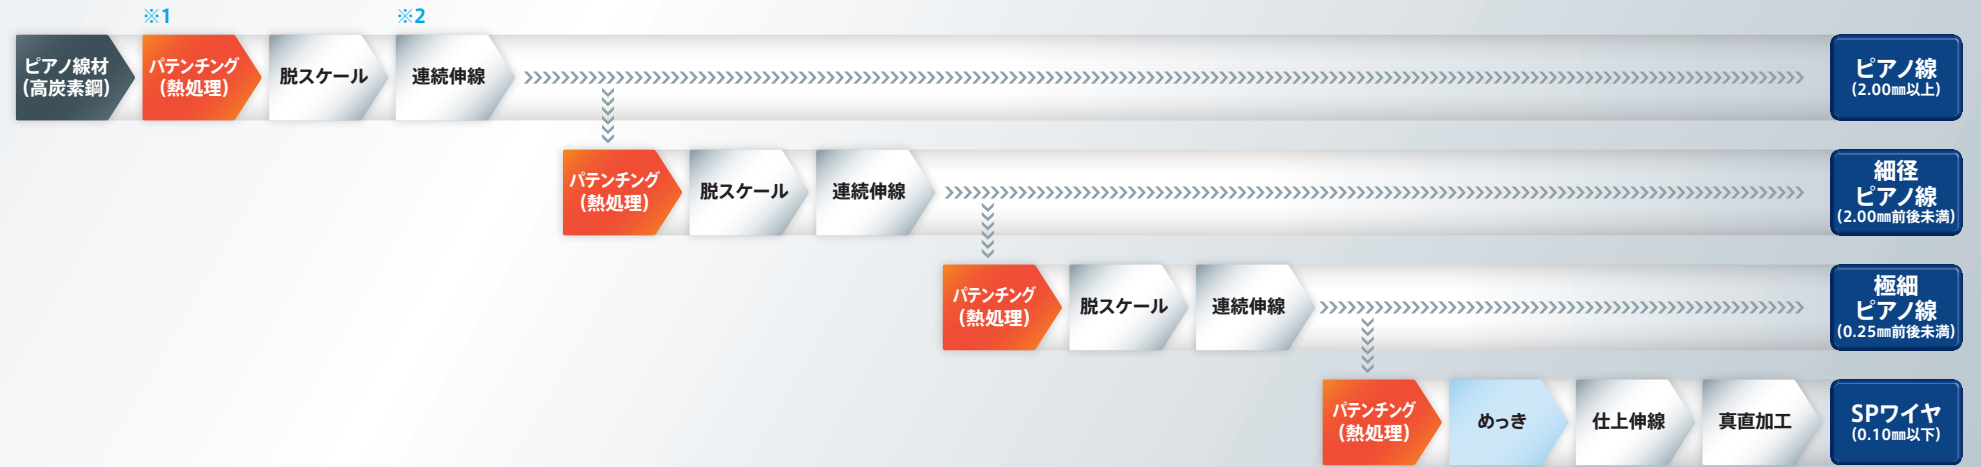 ※1
※2
ピアノ線材
(高炭素鋼)
パテンチング
(熱処理)
脱スケール
連続伸線
ピアノ線
(2.00㎜以上)
パテンチング
(熱処理)
脱スケール
連続伸線
細径
ピアノ線
(2.00㎜前後未満)
パテンチング
(熱処理)
脱スケール
連続伸線
極細
ピアノ線
(0.25㎜前後未満)
パテンチング
(熱処理)
めっき
仕上伸線
真直加工
SPワイヤ
(0.10㎜以下)